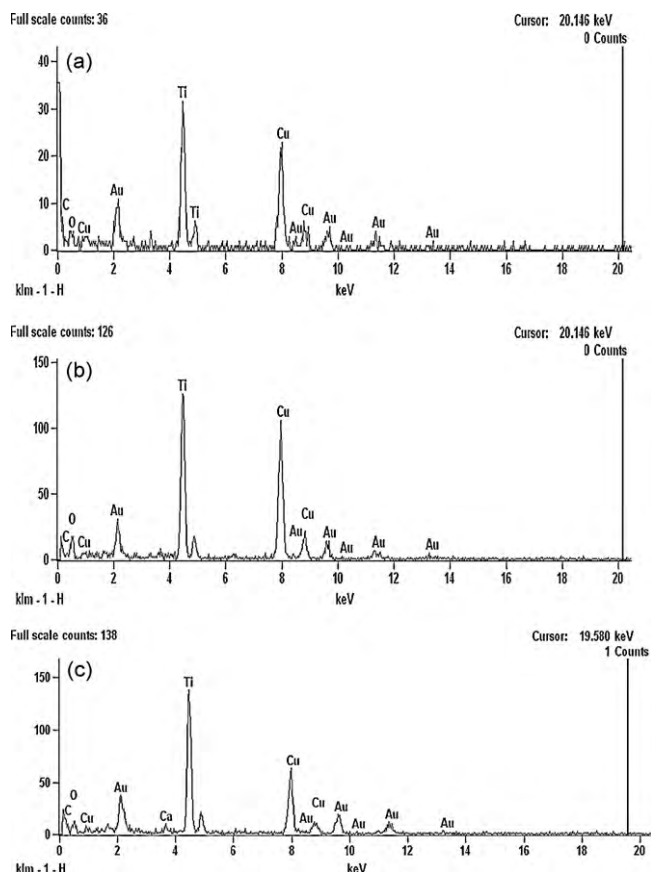 Full scale counts: 36 Cursor: 20.146 keV
0 Counts
(a)
40
30
20
10
0
C
O
Cu
Au
Ti
Ti
Cu
Au
Cu
Au
Au
Au
Au
0 2 4 6 8 10 12 14 16 18 20
klm - 1 - H keV
Full scale counts: 126 Cursor: 20.146 keV
0 Counts
(b)
150
100
50
0
C
O
Cu
Au
Ti
Cu
Au
Cu
Au
Au
Au
Au
0 2 4 6 8 10 12 14 16 18 20
klm - 1 - H keV
Full scale counts: 138 Cursor: 19.580 keV
1 Counts
(c)
150
100
50
0
C
O
Cu
Au
Ca
Ti
Cu
Au
Cu
Au
Au
Au
Au
0 2 4 6 8 10 12 14 16 18 20
klm - 1 - H keV